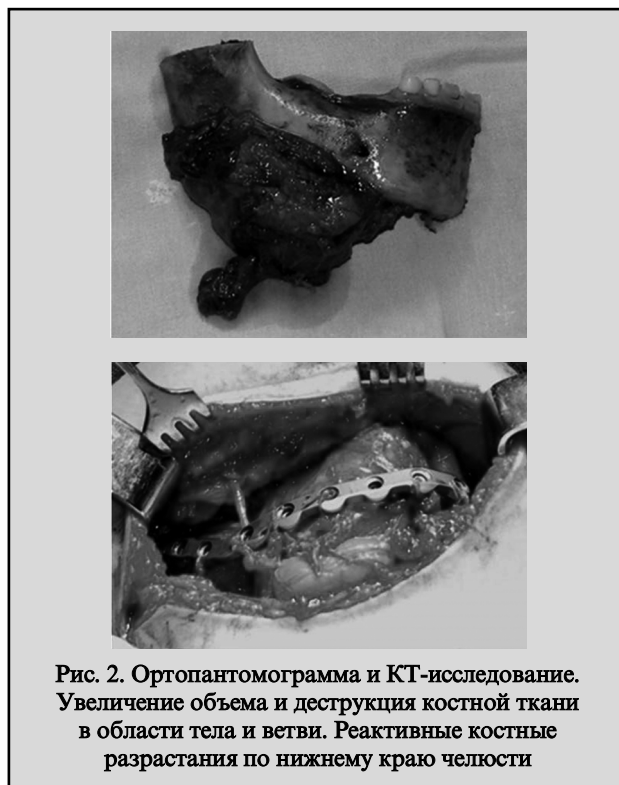 Рис. 2. Ортопантомограмма и КТ-исследование.
Увеличение объема и деструкция костной ткани
в области тела и ветви. Реактивные костные
разрастания по нижнему краю челюсти